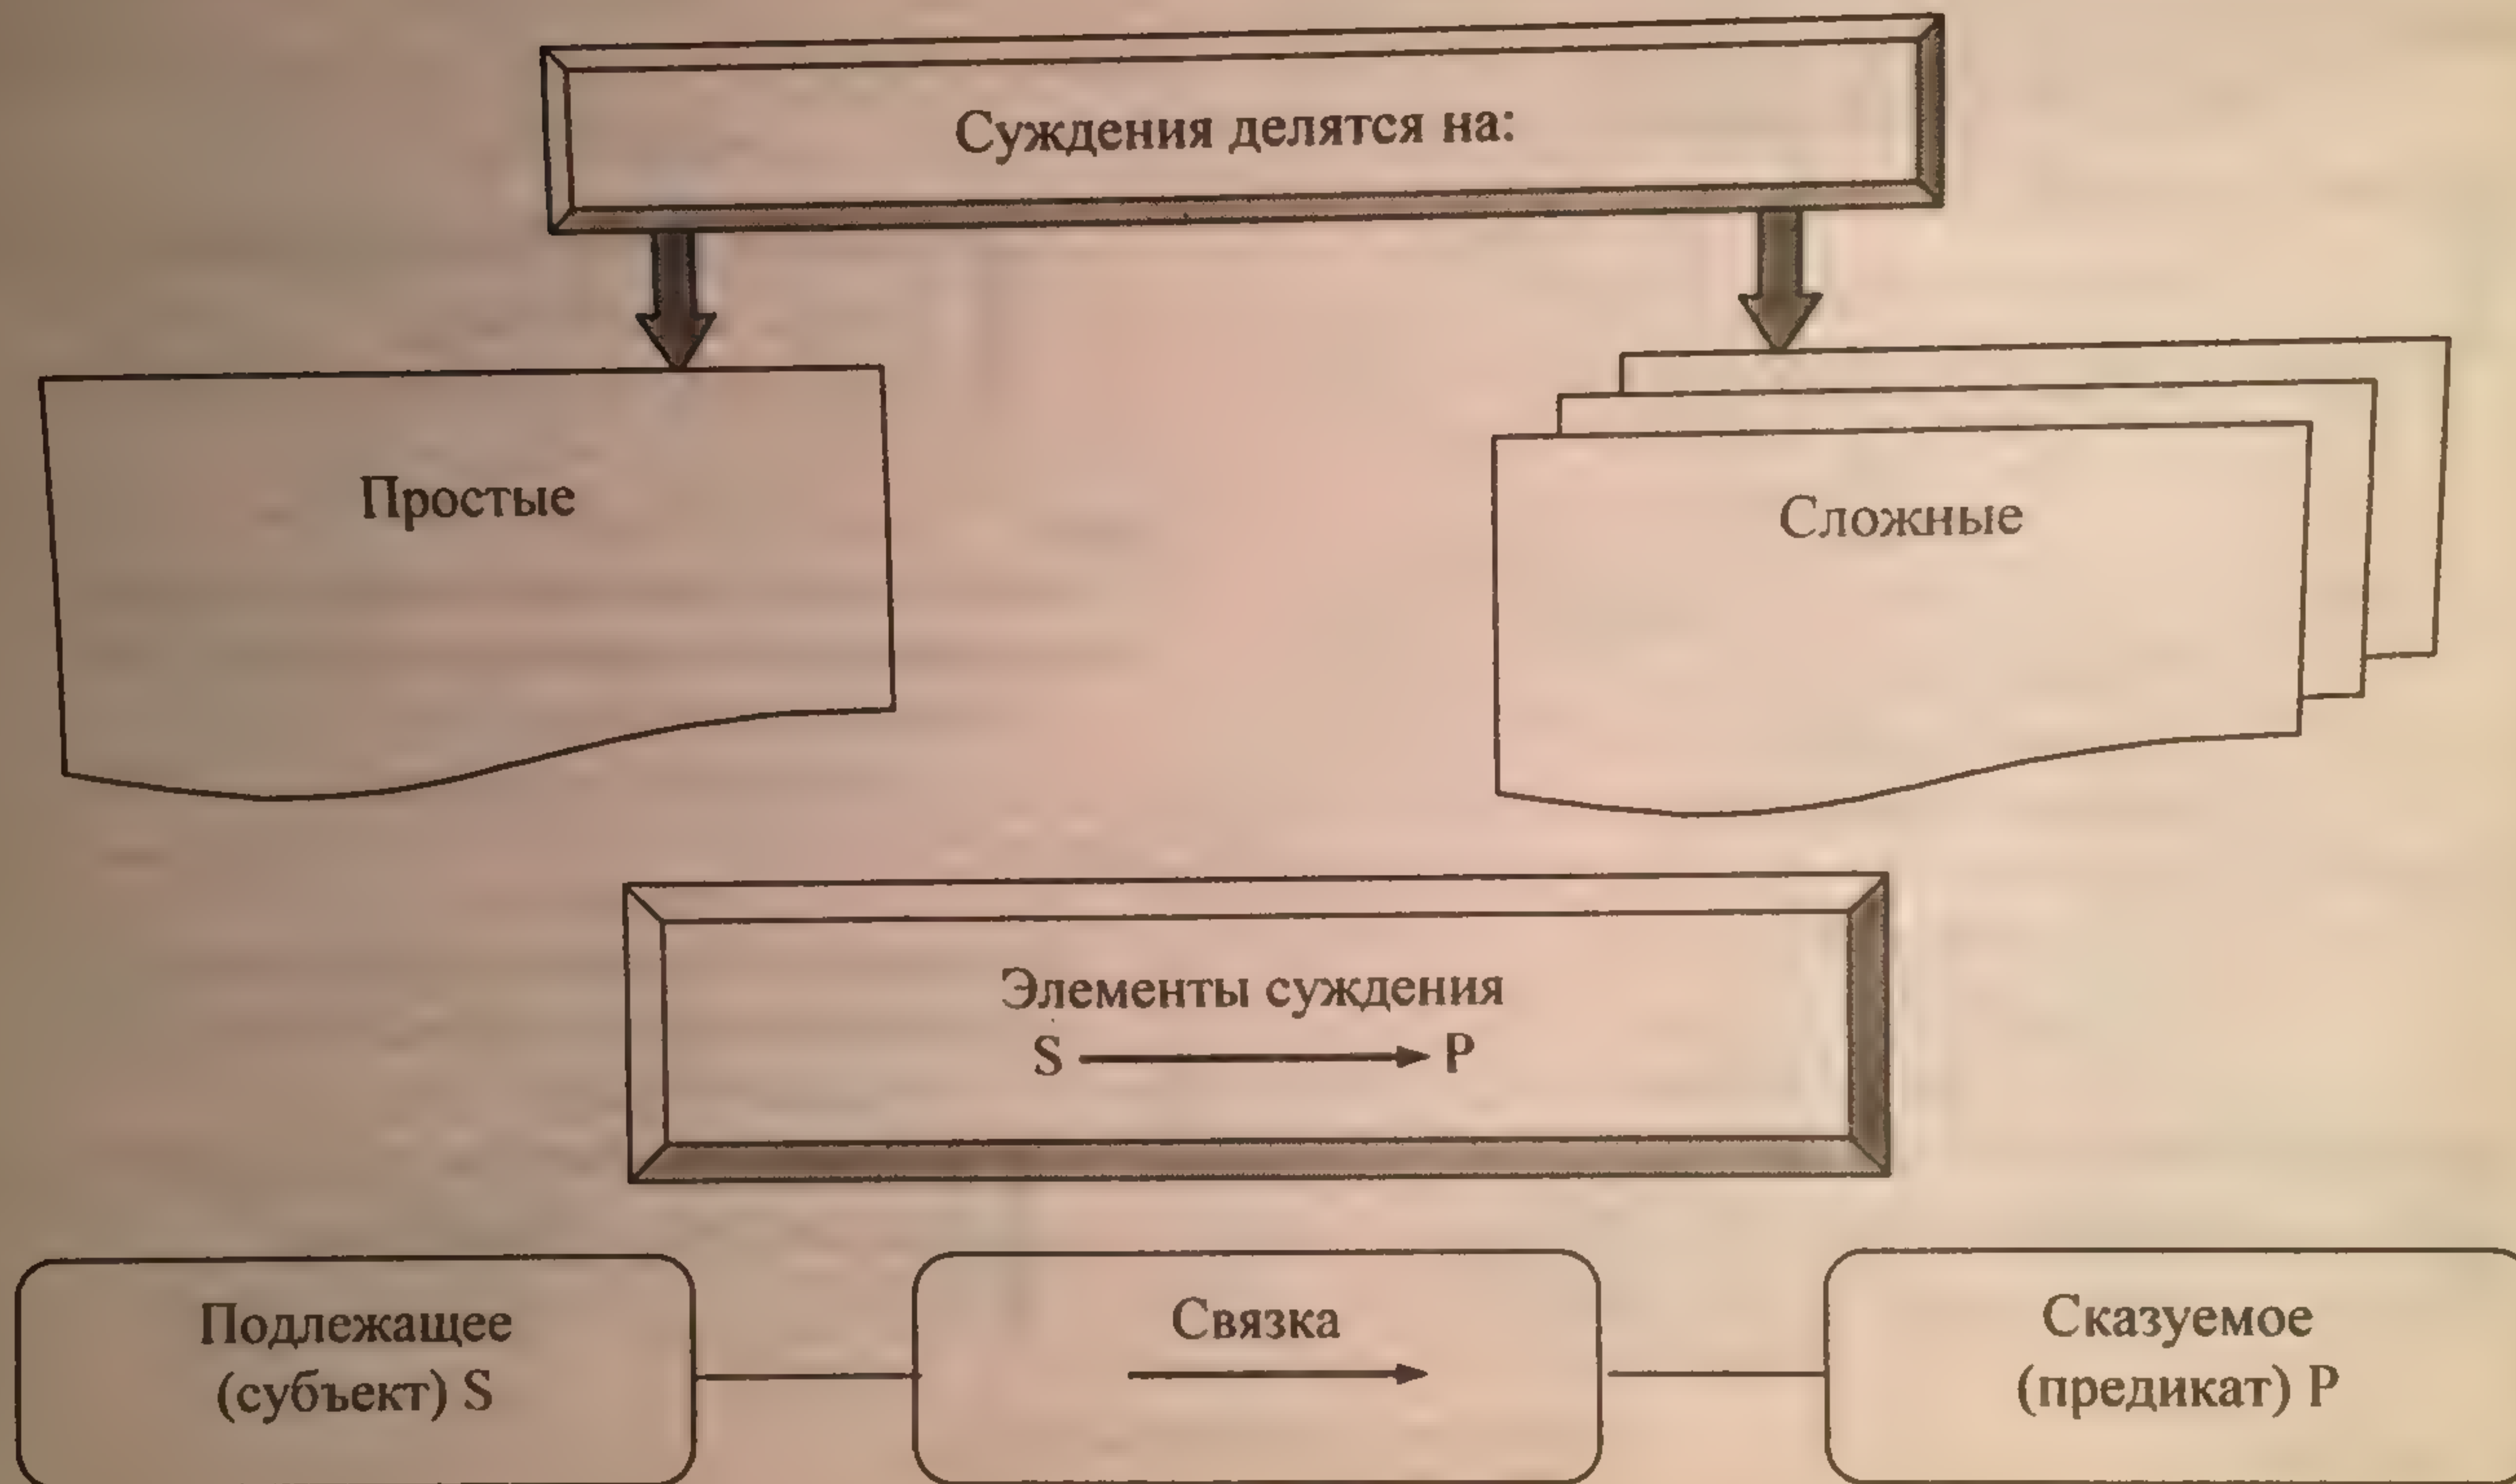 Суждения делятся на:
Простые
Сложные
Элементы суждения
S → P
Подлежащее
(субъект) S
Связка
Сказуемое
(предикат) P